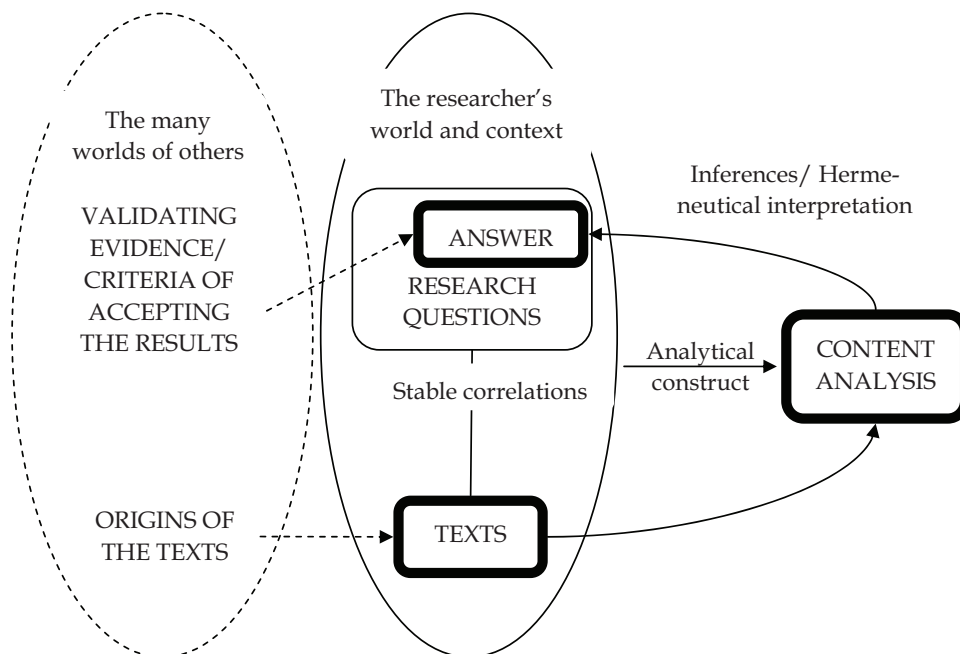 The many
worlds of others
VALIDATING
EVIDENCE/
CRITERIA OF
ACCEPTING
THE RESULTS
ORIGINS OF
THE TEXTS
The researcher’s
world and context
ANSWER
RESEARCH
QUESTIONS
Stable correlations
TEXTS
Inferences/ Herme-
neutical interpretation
Analytical
construct
CONTENT
ANALYSIS